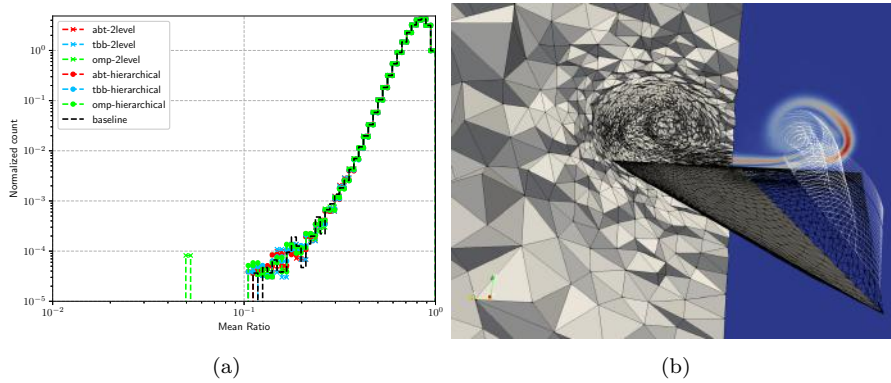 abt-2level
tbb-2level
omp-2level
abt-hierarchical
tbb-hierarchical
omp-hierarchical
baseline
Normalized count
10^0
10^-1
10^-2
10^-3
10^-4
10^-5
10^-2 10^-1 10^0
Mean Ratio
(a) (b)